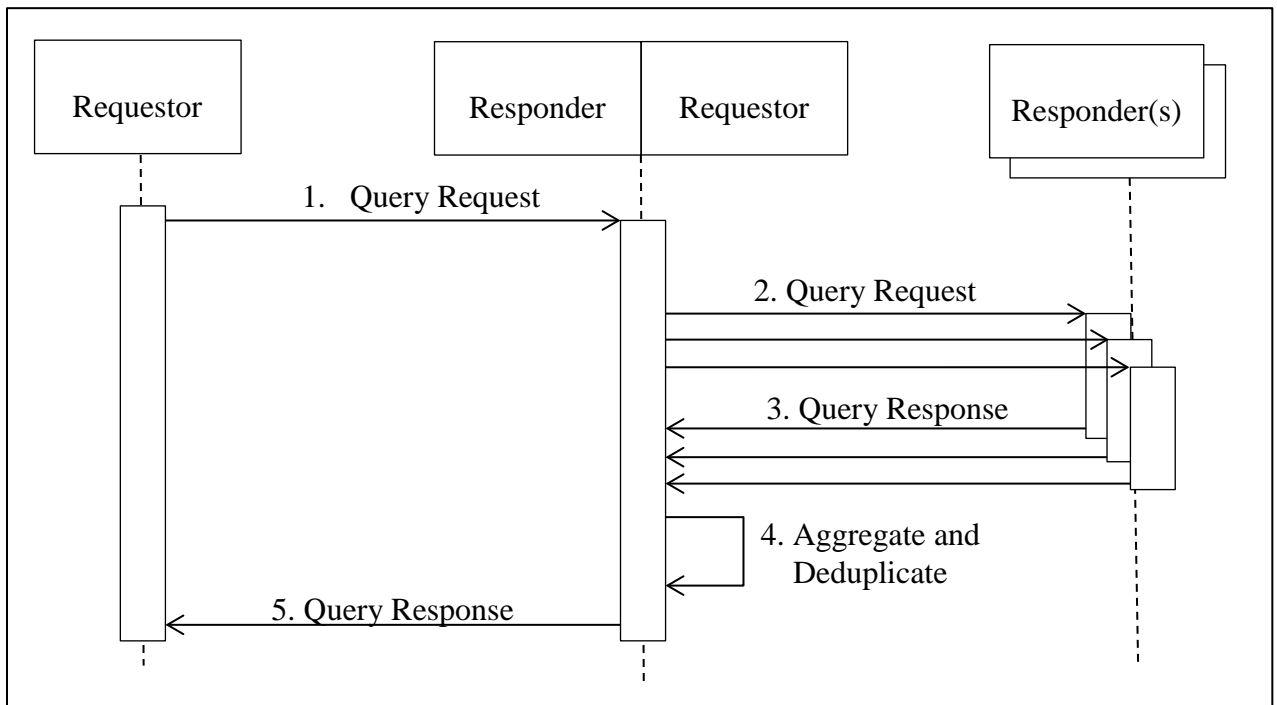 Requestor
Responder
Requestor
Responder(s)
1. Query Request
2. Query Request
3. Query Response
4. Aggregate and
Deduplicate
5. Query Response